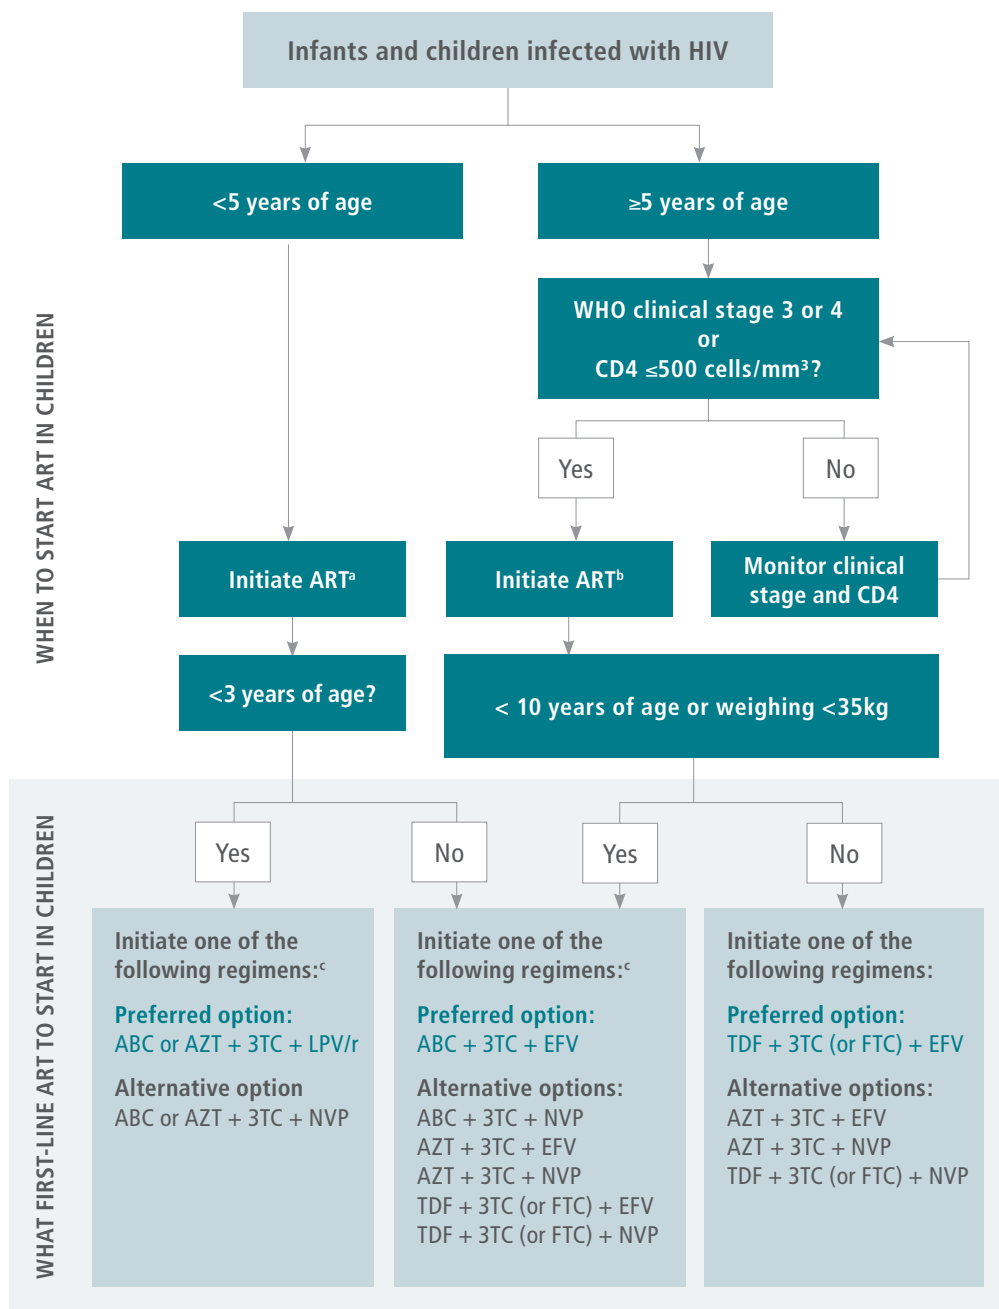 Infants and children infected with HIV
<5 years of age
≥5 years of age
WHO clinical stage 3 or 4
or
CD4 ≤500 cells/mm³?
Yes
No
Initiate ARTᵃ
Initiate ARTᵇ
Monitor clinical
stage and CD4
<3 years of age?
< 10 years of age or weighing <35kg
WHEN TO START ART IN CHILDREN
Yes
No
Yes
No
Initiate one of the
following regimens:ᶜ
Preferred option:
ABC or AZT + 3TC + LPV/r
Alternative option
ABC or AZT + 3TC + NVP
Initiate one of the
following regimens:ᶜ
Preferred option:
ABC + 3TC + EFV
Alternative options:
ABC + 3TC + NVP
AZT + 3TC + EFV
AZT + 3TC + NVP
TDF + 3TC (or FTC) + EFV
TDF + 3TC (or FTC) + NVP
Initiate one of the
following regimens:
Preferred option:
TDF + 3TC (or FTC) + EFV
Alternative options:
AZT + 3TC + EFV
AZT + 3TC + NVP
TDF + 3TC (or FTC) + NVP
WHAT FIRST-LINE ART TO START IN CHILDREN